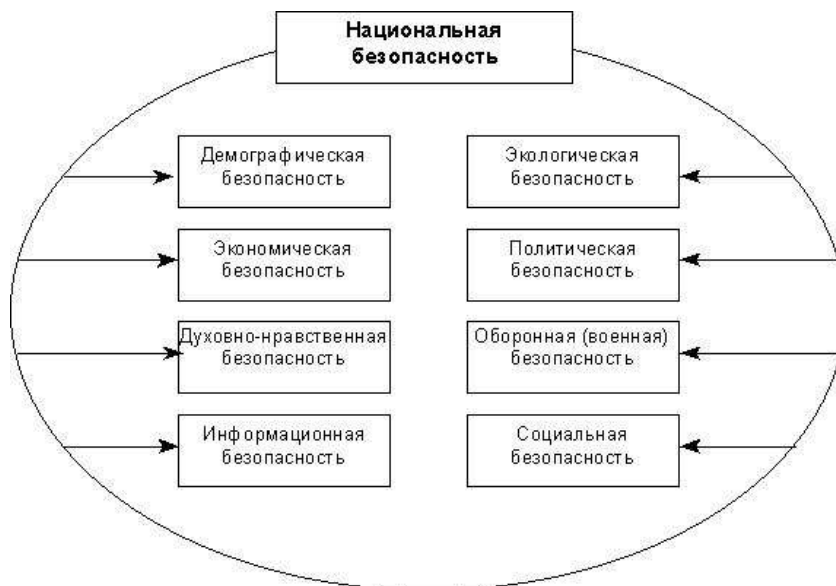 Национальная
безопасность
Демографическая
безопасность
Экологическая
безопасность
Экономическая
безопасность
Политическая
безопасность
Духовно-нравственная
безопасность
Оборонная (военная)
безопасность
Информационная
безопасность
Социальная
безопасность